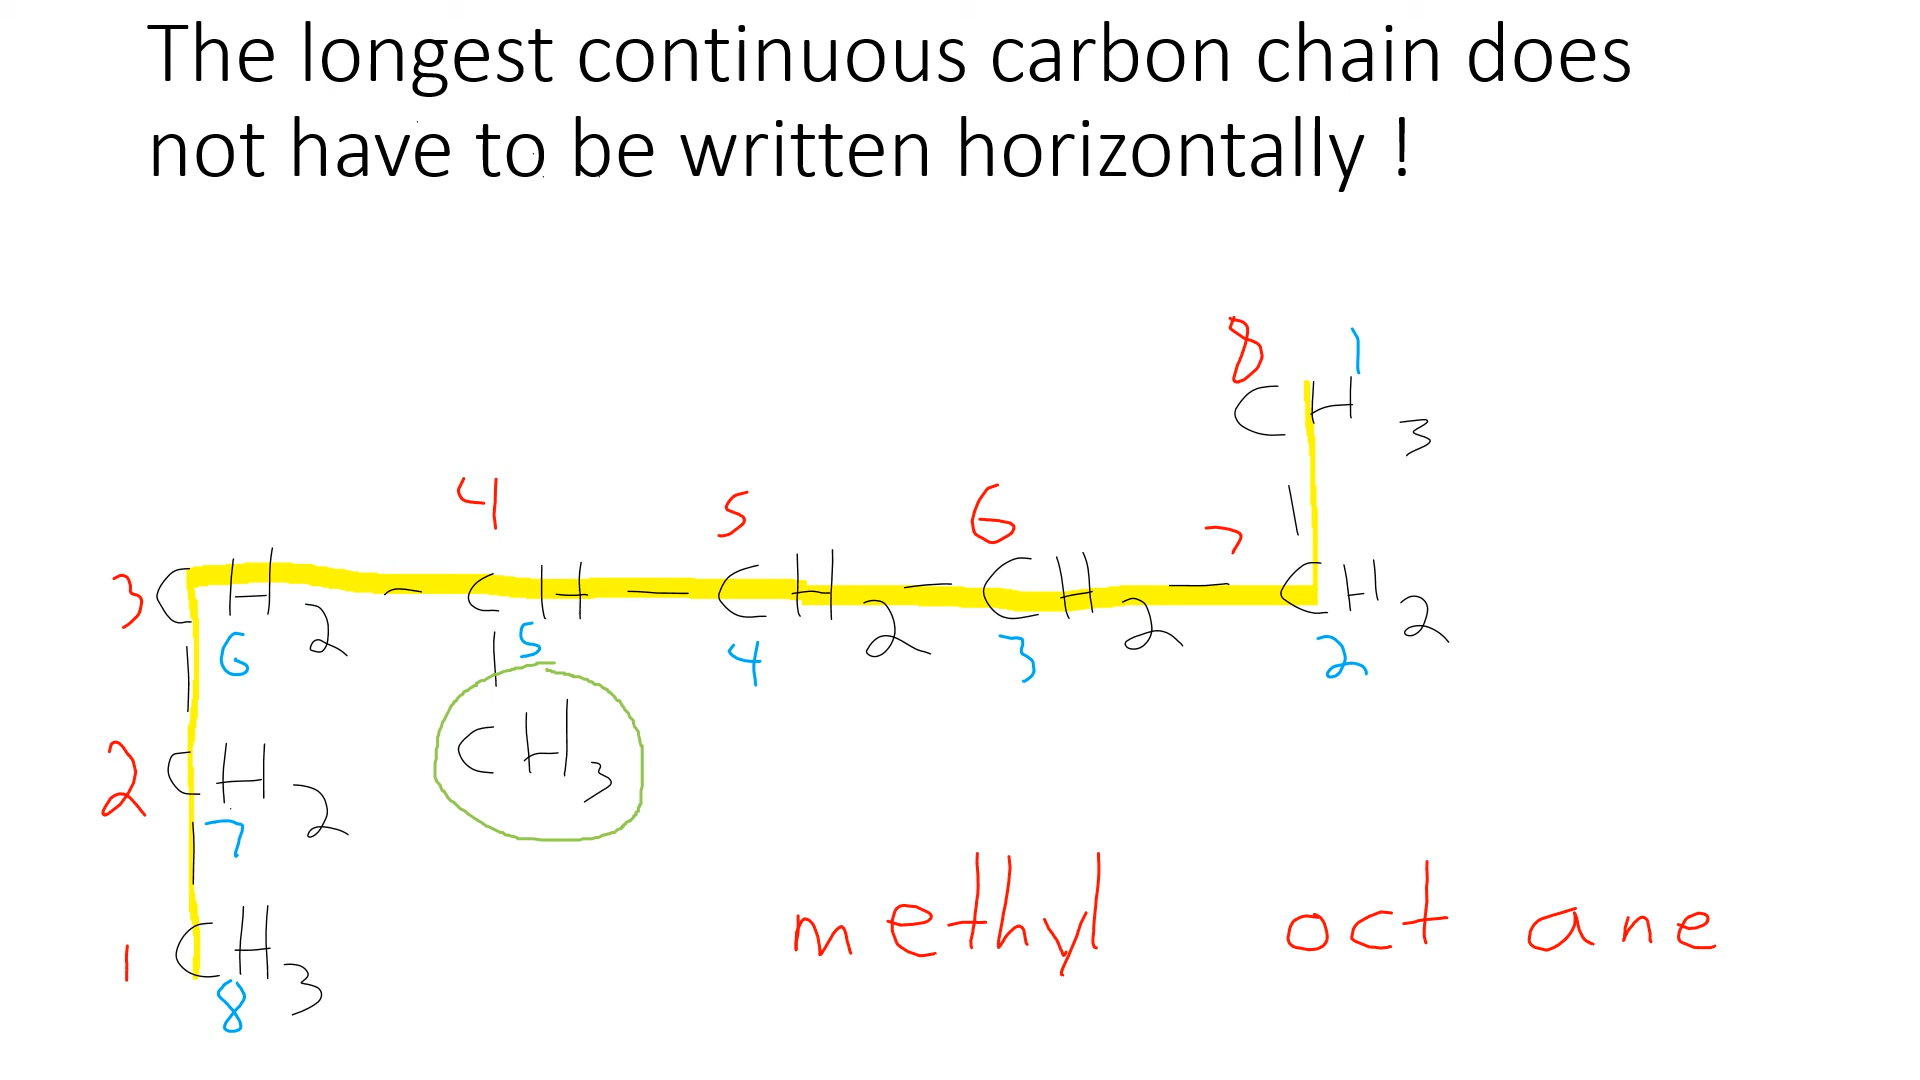 The longest continuous carbon chain does
not have to be written horizontally !
8 1
CH3
4 5 6 7
3 CH2 - CH - CH2 - CH2 - CH2
6 5 4 3 2
2 CH2 CH3
7
methyl oct ane
1 CH3
8